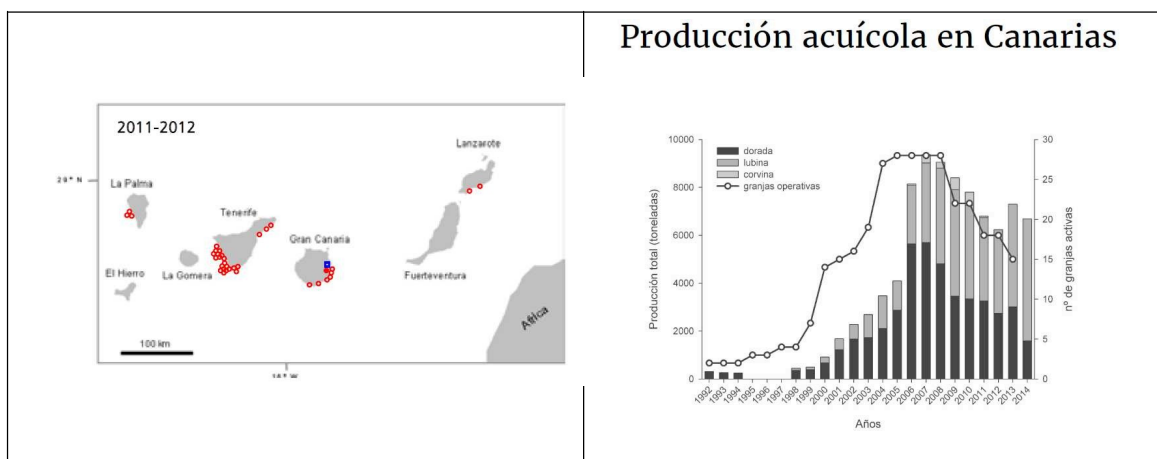 Producción acuícola en Canarias
2011-2012
Lanzarote
29° N
La Palma
Tenerife
Gran Canaria
El Hierro
La Gomera
Fuerteventura
Africa
100 km
16° W
10000
8000
6000
4000
2000
0
Producción total (toneladas)
dorada
lubina
corvina
granjas operativas
30
25
20
15
10
5
0
nº de granjas activas
1992
1993
1994
1995
1996
1997
1998
1999
2000
2001
2002
2003
2004
2005
2006
2007
2008
2009
2010
2011
2012
2013
2014
Años